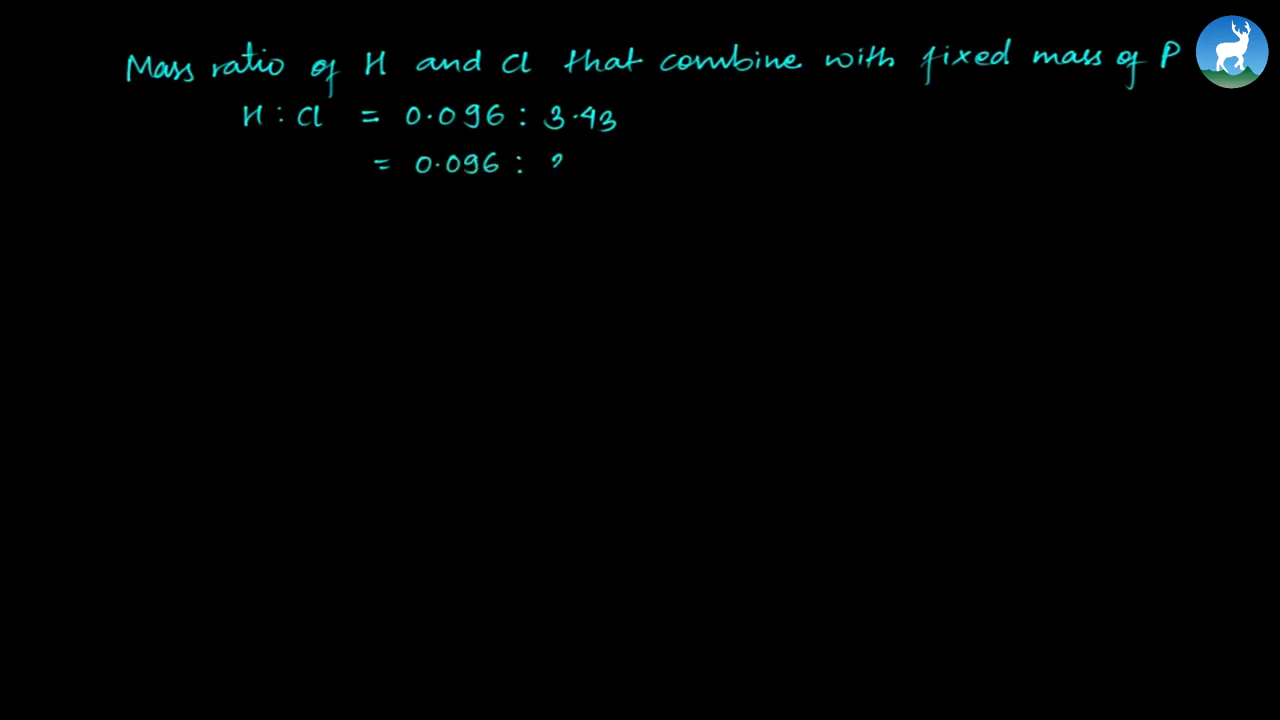 Mass ratio of H and Cl that combine with fixed mass of P
H : Cl = 0.096 : 3.43
= 0.096 :